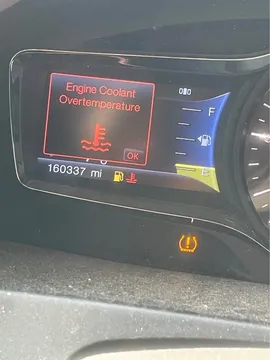 Engine Coolant
Overtemperature
F
OK
E
160337 mi